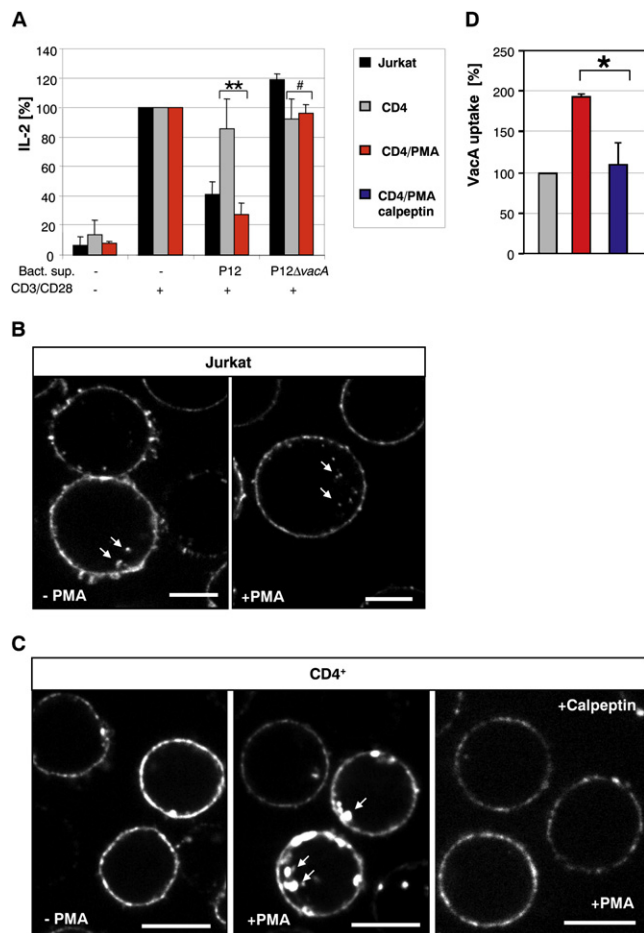 A
IL-2 [%]
140
120
100
80
60
40
20
0
Bact. sup. - - P12 P12ΔvacA
CD3/CD28 - + + +
**
#
Jurkat
CD4
CD4/PMA
CD4/PMA
calpeptin
D
VacA uptake [%]
250
200
150
100
50
0
*
B
Jurkat
- PMA
+PMA
C
CD4+
- PMA
+PMA
+Calpeptin
+PMA